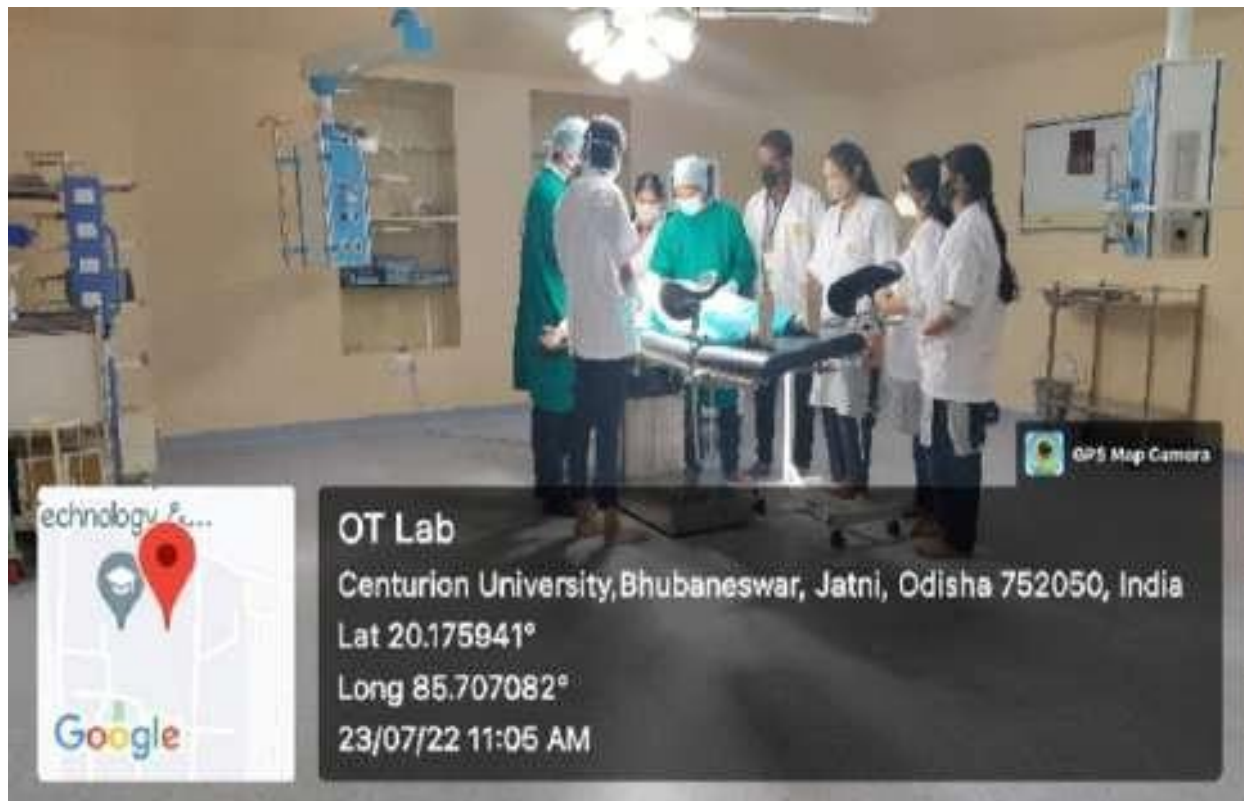 GPS Map Camera
echnology &...
Google
OT Lab
Centurion University,Bhubaneswar, Jatni, Odisha 752050, India
Lat 20.175941°
Long 85.707082°
23/07/22 11:05 AM